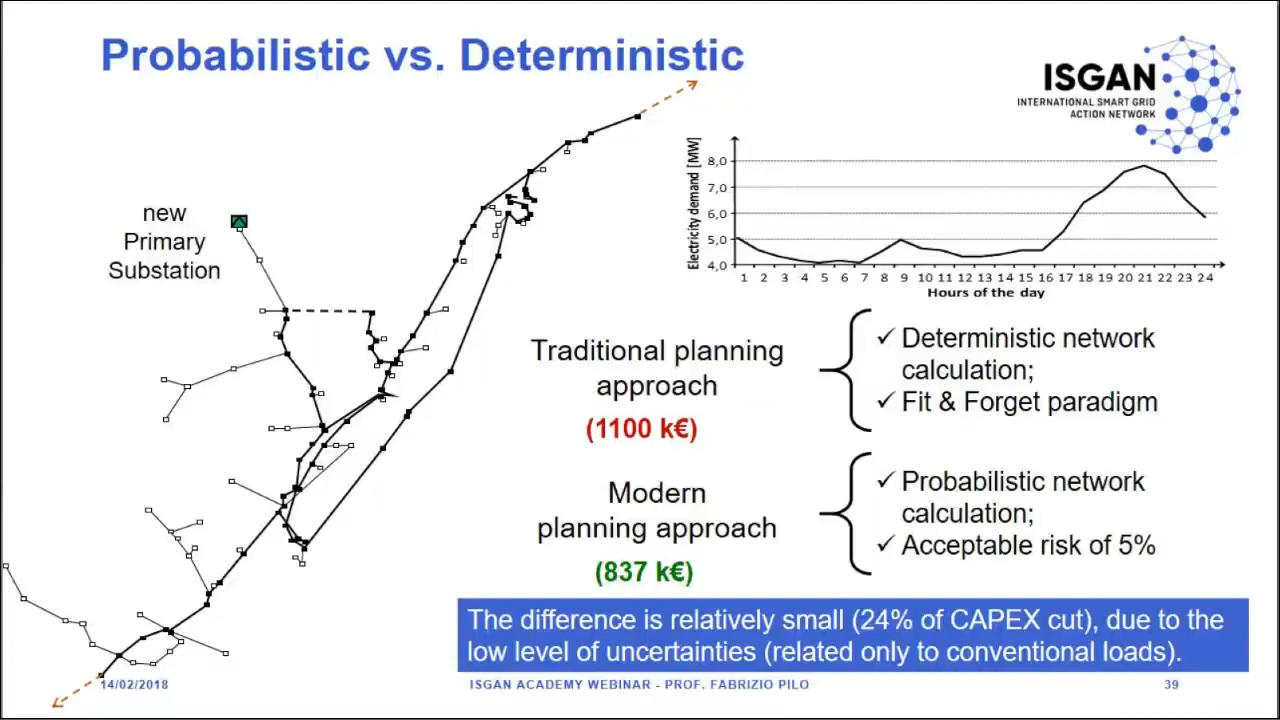 Probabilistic vs. Deterministic
ISGAN
INTERNATIONAL SMART GRID
ACTION NETWORK
new
Primary
Substation
Electricity demand [MW]
8,0
7,0
6,0
5,0
4,0
1 2 3 4 5 6 7 8 9 10 11 12 13 14 15 16 17 18 19 20 21 22 23 24
Hours of the day
Traditional planning
approach
(1100 k€)
✓ Deterministic network
calculation;
✓ Fit & Forget paradigm
Modern
planning approach
(837 k€)
✓ Probabilistic network
calculation;
✓ Acceptable risk of 5%
The difference is relatively small (24% of CAPEX cut), due to the
low level of uncertainties (related only to conventional loads).
14/02/2018
ISGAN ACADEMY WEBINAR - PROF. FABRIZIO PILO
39